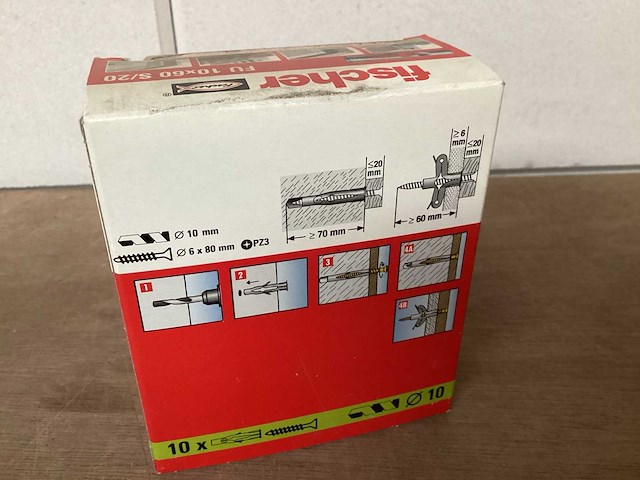 fischer
FU 10x60 S/20
fischer
®
≤20
mm
≥ 70 mm
≥ 6
mm
≤20
mm
≥ 60 mm
Ø 10 mm
Ø 6 x 80 mm PZ3
1
2
3
4A
4B
10 x
Ø 10